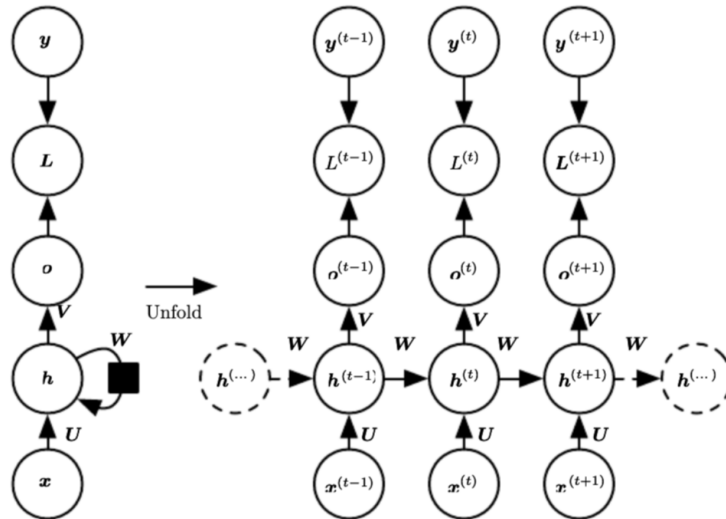 y y^(t−1) y^(t) y^(t+1)
L L^(t−1) L^(t) L^(t+1)
o o^(t−1) o^(t) o^(t+1)
Unfold
V V V V
W W W W W
h h^(...) h^(t−1) h^(t) h^(t+1) h^(...)
U U U U
x x^(t−1) x^(t) x^(t+1)